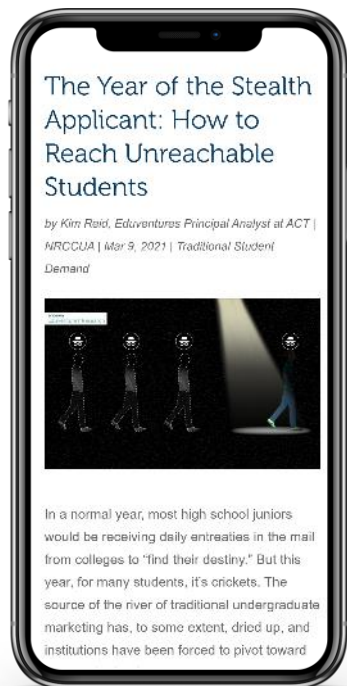 The Year of the Stealth
Applicant: How to
Reach Unreachable
Students
by Kim Reid, Eduventures Principal Analyst at ACT |
NRCCUA | Mar 9, 2021 | Traditional Student
Demand
In a normal year, most high school juniors
would be receiving daily entreaties in the mail
from colleges to “find their destiny.” But this
year, for many students, it’s crickets. The
source of the river of traditional undergraduate
marketing has, to some extent, dried up, and
institutions have been forced to pivot toward